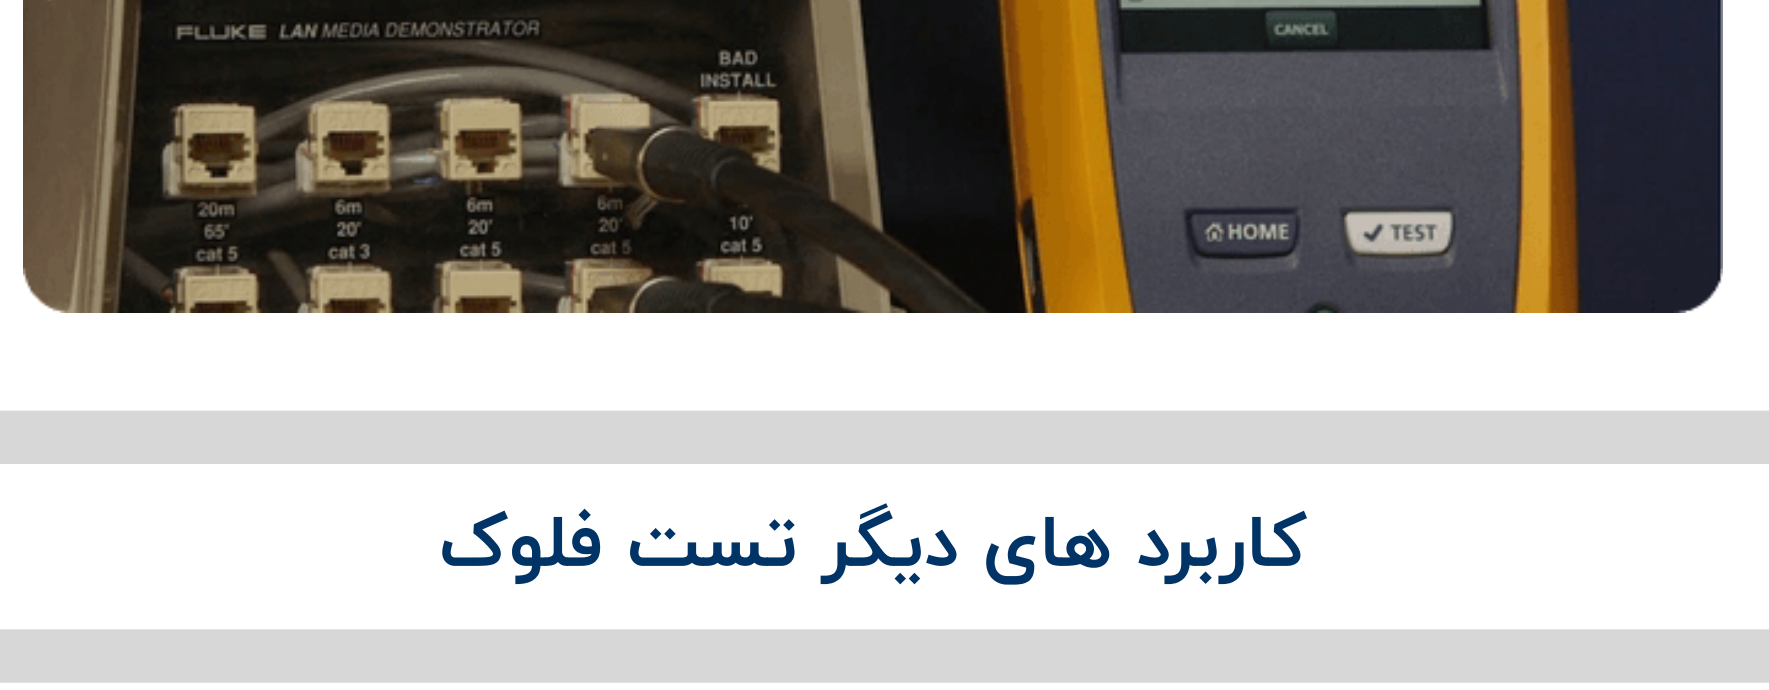 FLUKE LAN MEDIA DEMONSTRATOR
CANCEL
BAD
INSTALL
20m
65'
cat 5
6m
20'
cat 3
6m
20'
cat 5
6m
20'
cat 5
10'
cat 5
HOME
TEST
کاربرد های دیگر تست فلوک